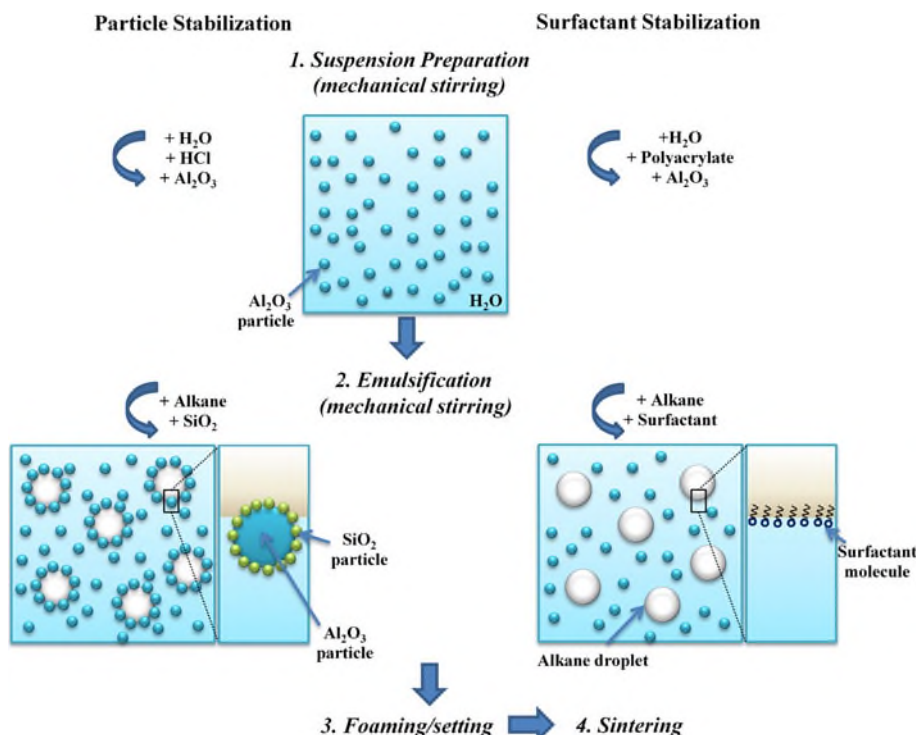 Particle Stabilization
Surfactant Stabilization
1. Suspension Preparation
(mechanical stirring)
+ H₂O
+ HCl
+ Al₂O₃
+H₂O
+ Polyacrylate
+ Al₂O₃
Al₂O₃
particle
H₂O
2. Emulsification
(mechanical stirring)
+ Alkane
+ SiO₂
+ Alkane
+ Surfactant
SiO₂
particle
Al₂O₃
particle
Surfactant
molecule
Alkane droplet
3. Foaming/setting
4. Sintering